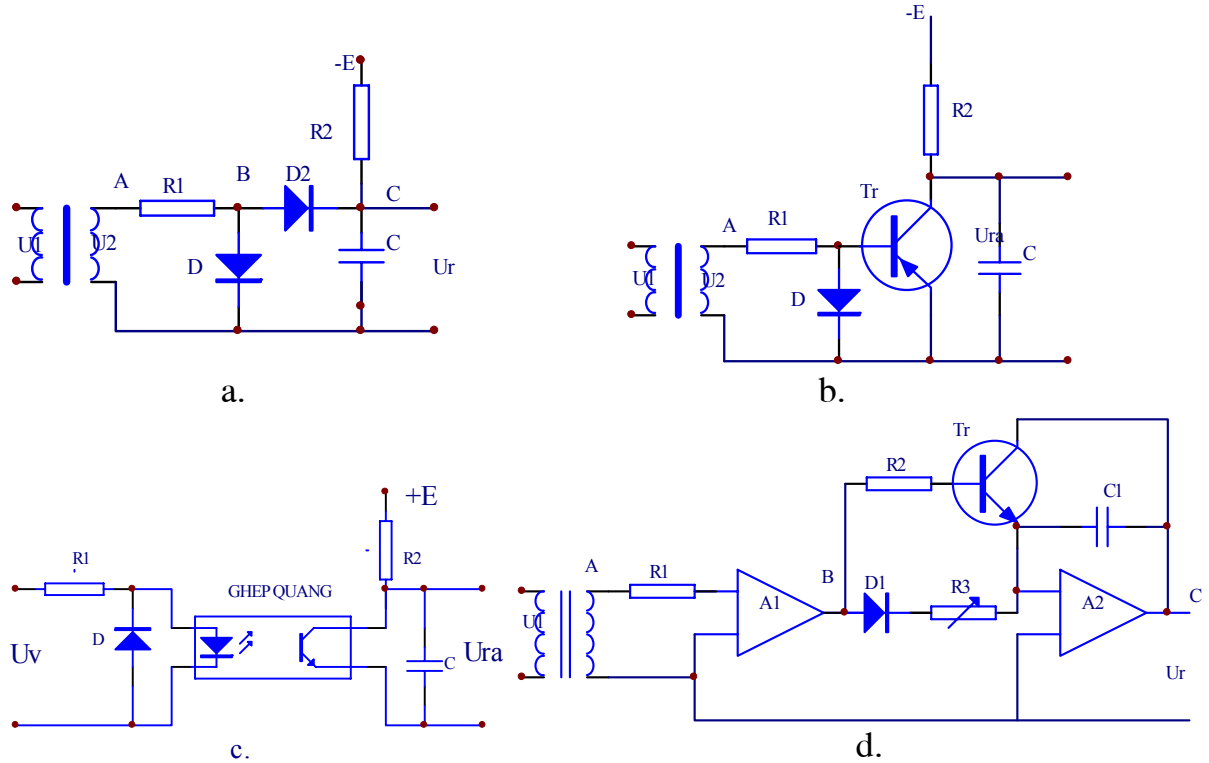 -E
R2
A
R1
B
D2
C
U1
U2
D
C
Ur
a.
-E
R2
Tr
A
R1
U1
U2
D
Ura
C
b.
+E
R1
R2
GHEP QUANG
Uv
D
C
Ura
c.
Tr
R2
C1
A
R1
B
D1
R3
A1
A2
C
U1
Ur
d.